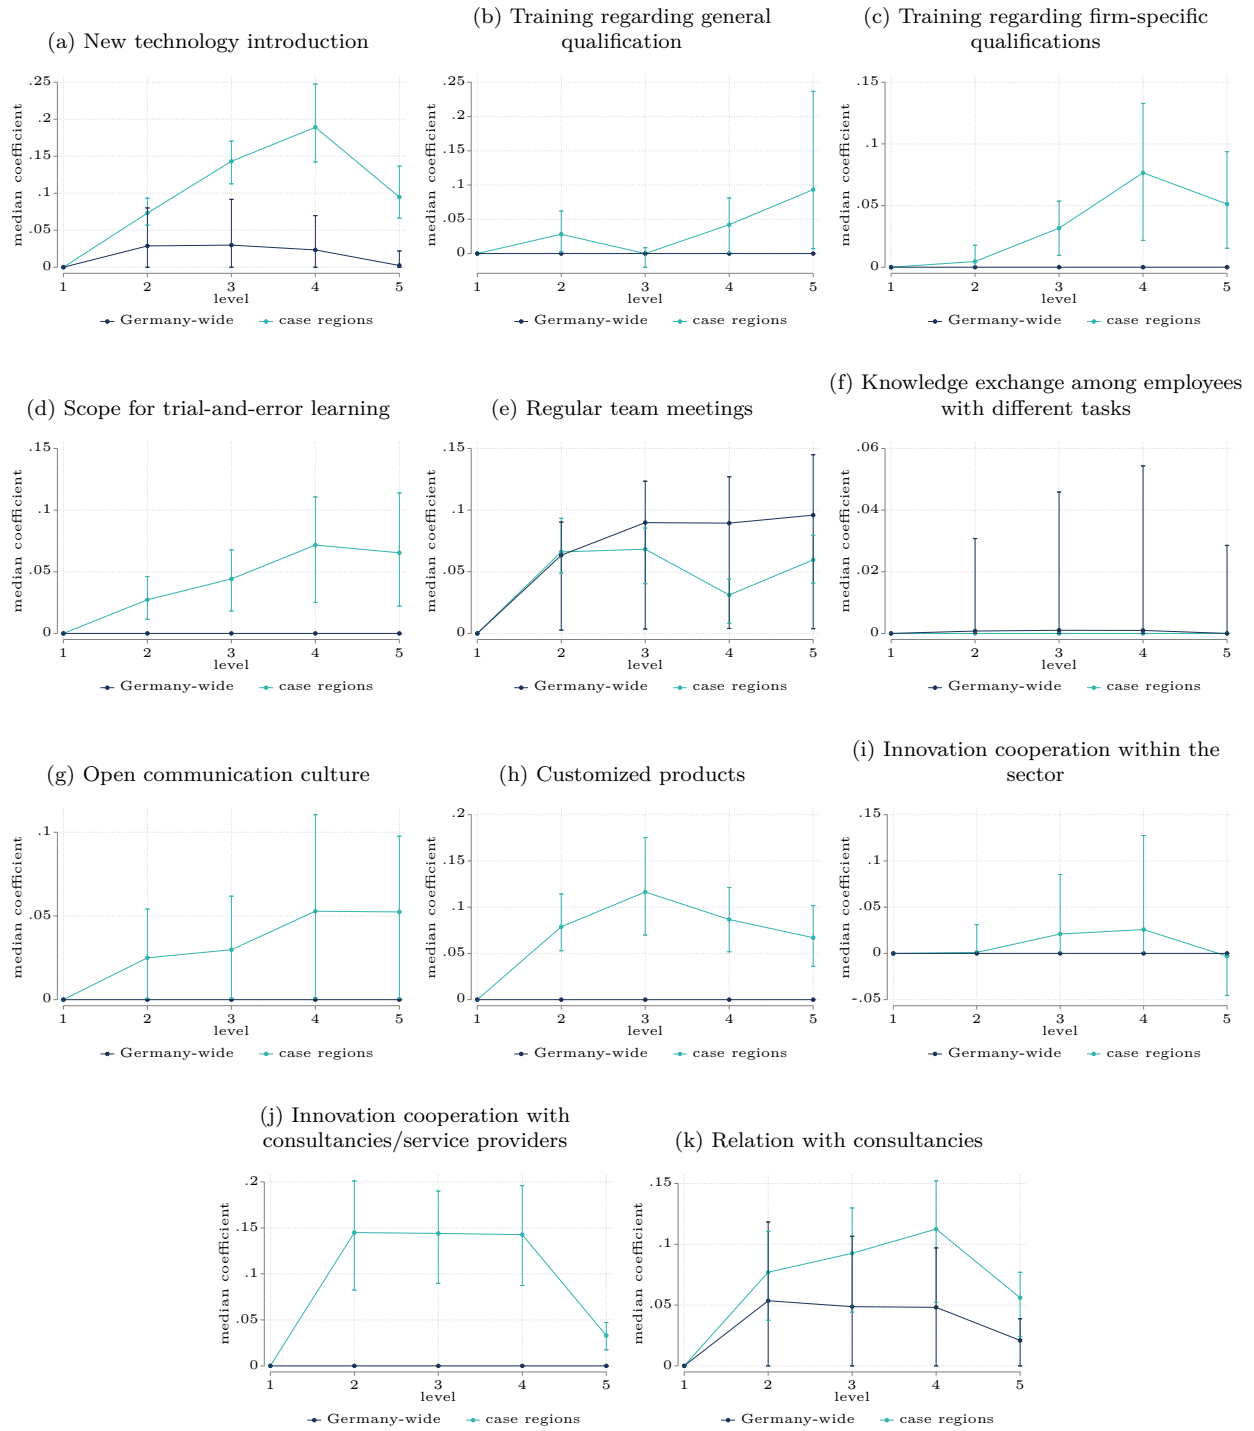 (a) New technology introduction
.25
.2
.15
.1
.05
0
median coefficient
1 2 3 4 5
level
Germany-wide case regions
(b) Training regarding general
qualification
.25
.2
.15
.1
.05
0
median coefficient
1 2 3 4 5
level
Germany-wide case regions
(c) Training regarding firm-specific
qualifications
.15
.1
.05
0
median coefficient
1 2 3 4 5
level
Germany-wide case regions
(d) Scope for trial-and-error learning
.15
.1
.05
0
median coefficient
1 2 3 4 5
level
Germany-wide case regions
(e) Regular team meetings
.15
.1
.05
0
median coefficient
1 2 3 4 5
level
Germany-wide case regions
(f) Knowledge exchange among employees
with different tasks
.06
.04
.02
0
median coefficient
1 2 3 4 5
level
Germany-wide case regions
(g) Open communication culture
.1
.05
0
median coefficient
1 2 3 4 5
level
Germany-wide case regions
(h) Customized products
.2
.15
.1
.05
0
median coefficient
1 2 3 4 5
level
Germany-wide case regions
(i) Innovation cooperation within the
sector
.15
.1
.05
0
-.05
median coefficient
1 2 3 4 5
level
Germany-wide case regions
(j) Innovation cooperation with
consultancies/service providers
.2
.15
.1
.05
0
median coefficient
1 2 3 4 5
level
Germany-wide case regions
(k) Relation with consultancies
.15
.1
.05
0
median coefficient
1 2 3 4 5
level
Germany-wide case regions